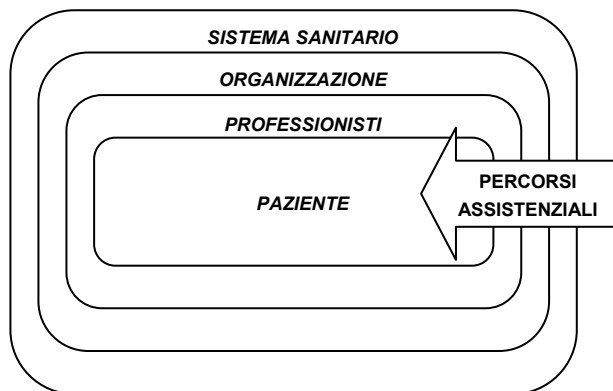 SISTEMA SANITARIO
ORGANIZZAZIONE
PROFESSIONISTI
PAZIENTE
PERCORSI
ASSISTENZIALI